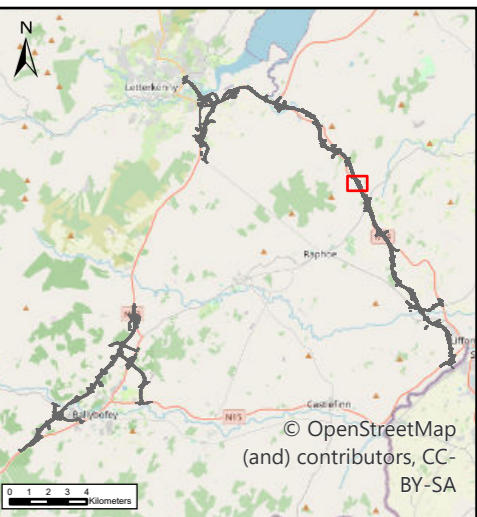 N
Letterkenny
Raphoe
Lifford
Ballybofey
Castlefinn
N15
© OpenStreetMap
(and) contributors, CC-
BY-SA
0 1 2 3 4
Kilometers